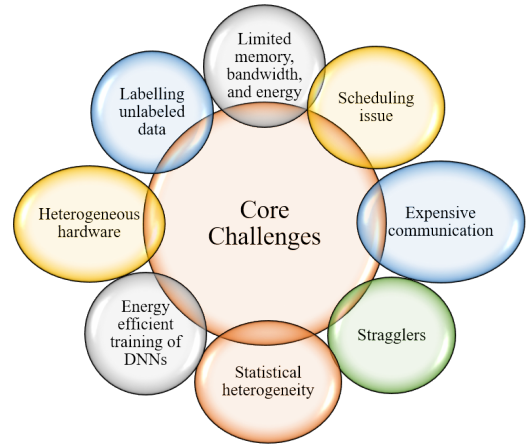 Limited
memory,
bandwidth,
and energy
Scheduling
issue
Expensive
communication
Stragglers
Statistical
heterogeneity
Energy
efficient
training of
DNNs
Heterogeneous
hardware
Labelling
unlabeled
data
Core
Challenges